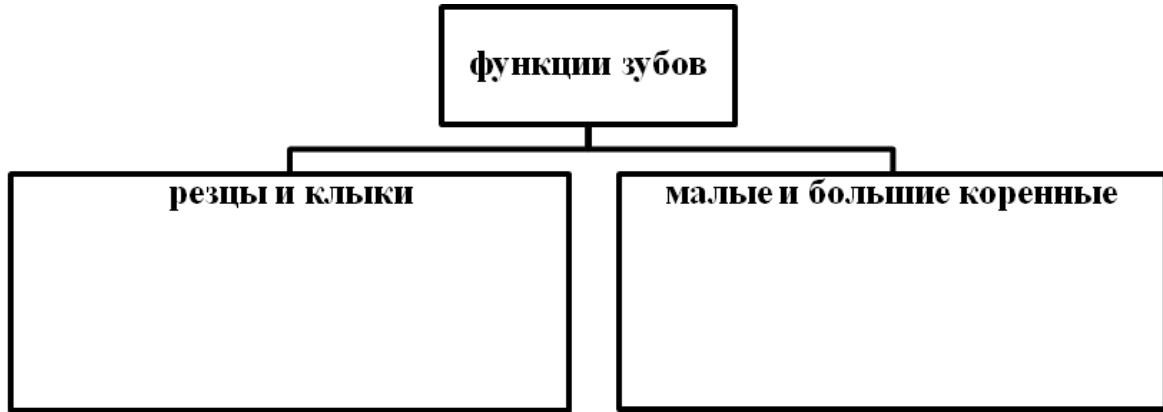 функции зубов
резцы и клыки
малые и большие коренные